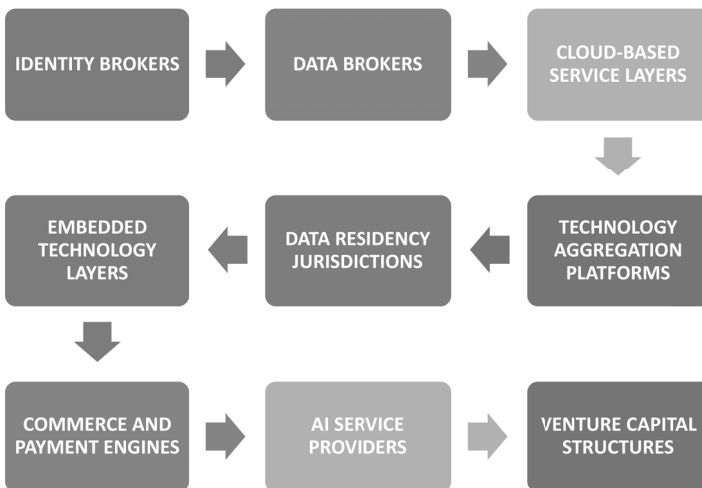 IDENTITY BROKERS
DATA BROKERS
CLOUD-BASED
SERVICE LAYERS
EMBEDDED
TECHNOLOGY
LAYERS
DATA RESIDENCY
JURISDICTIONS
TECHNOLOGY
AGGREGATION
PLATFORMS
COMMERCE AND
PAYMENT ENGINES
AI SERVICE
PROVIDERS
VENTURE CAPITAL
STRUCTURES